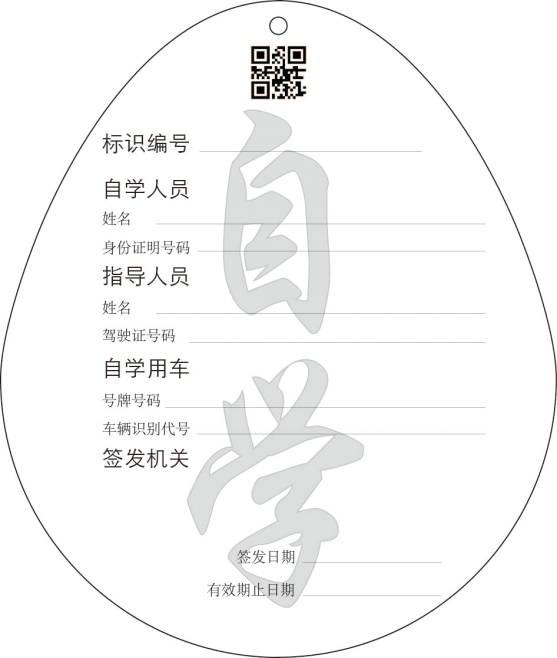 标识编号
自学人员
姓名
身份证明号码
指导人员
姓名
驾驶证号码
自学用车
号牌号码
车辆识别代号
签发机关
签发日期
有效期止日期
自
学